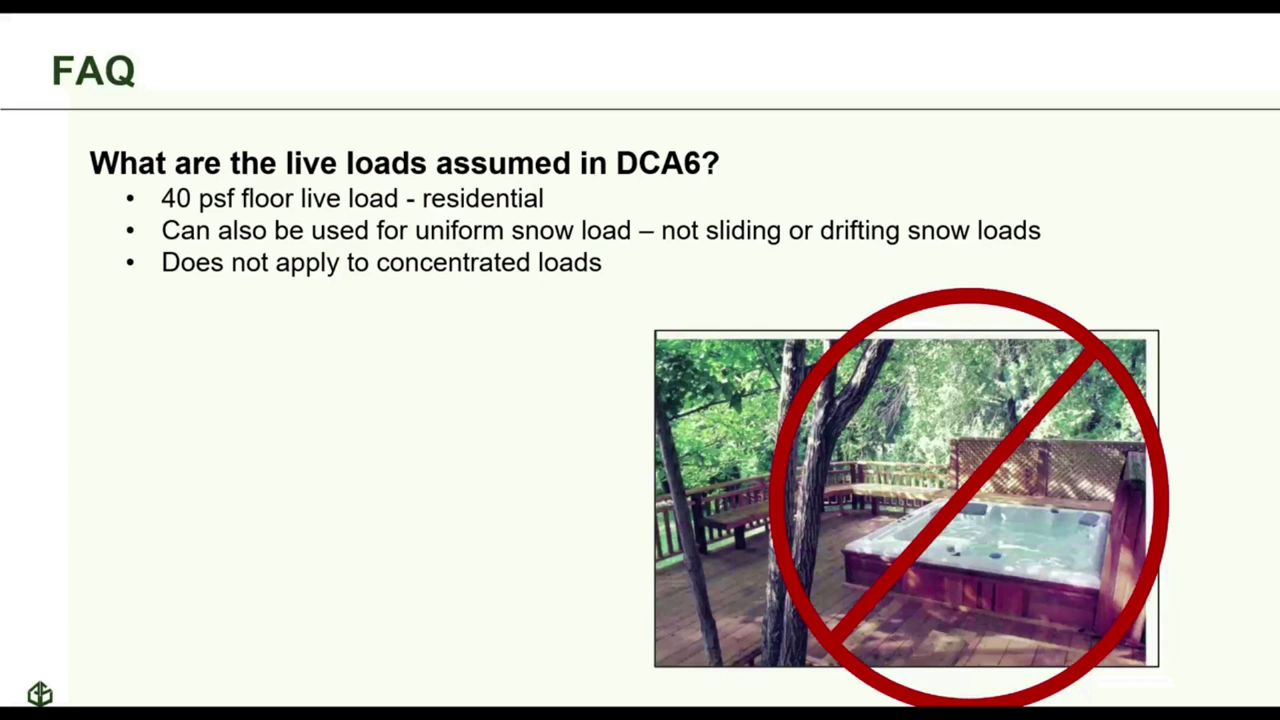 FAQ
What are the live loads assumed in DCA6?
• 40 psf floor live load - residential
• Can also be used for uniform snow load – not sliding or drifting snow loads
• Does not apply to concentrated loads